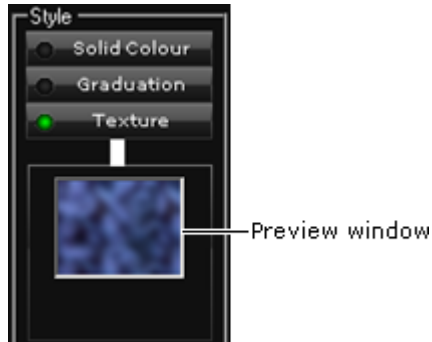 Style
Solid Colour
Graduation
Texture
Preview window